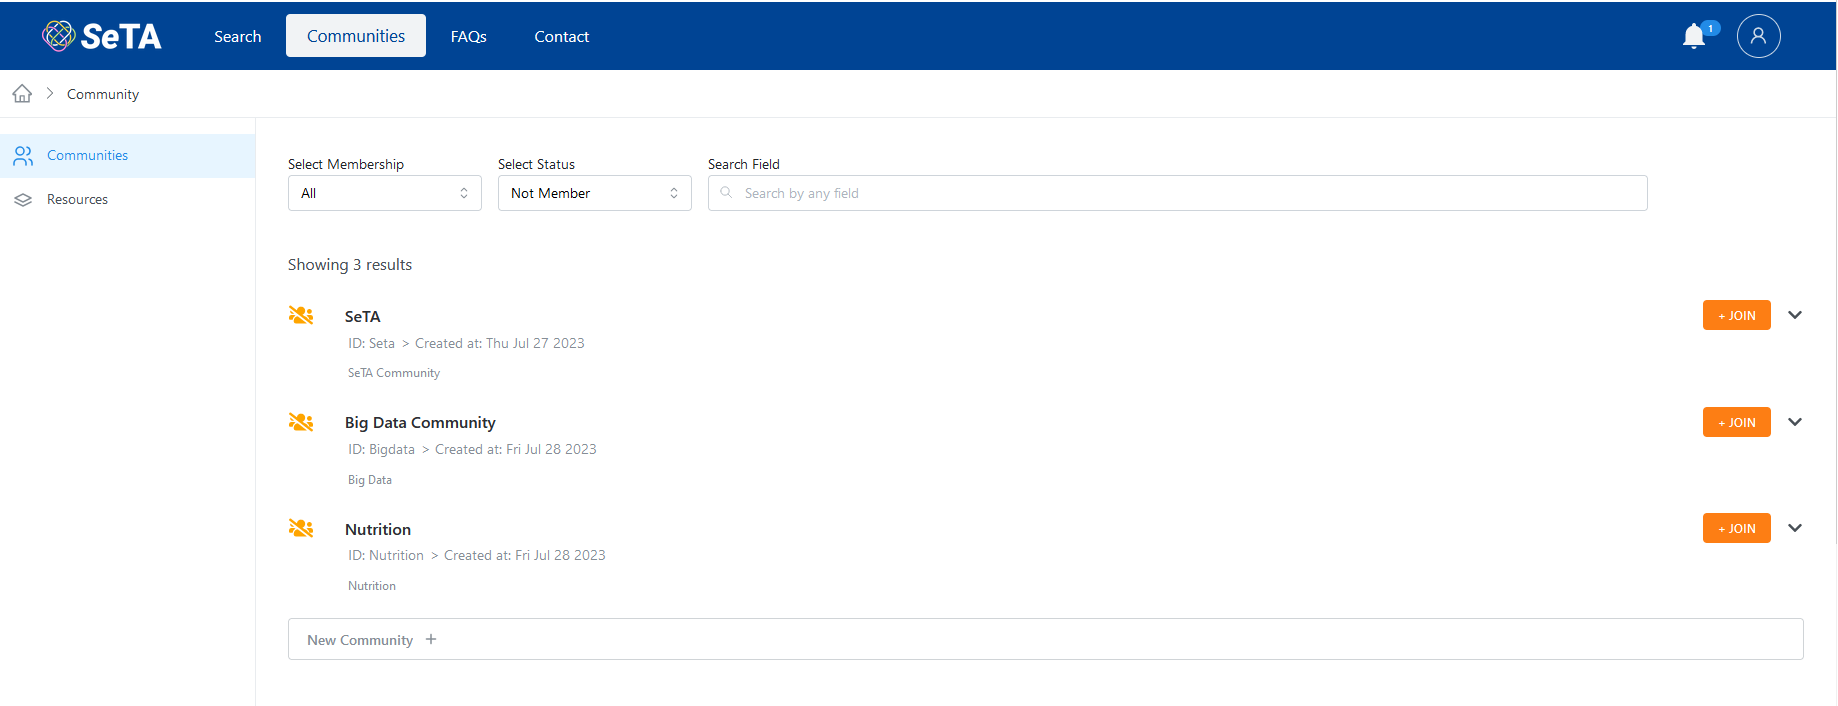 SeTA Search Communities FAQs Contact 1
Community
Communities
Resources
Select Membership Select Status Search Field
All Not Member Search by any field
Showing 3 results
SeTA + JOIN
ID: Seta > Created at: Thu Jul 27 2023
SeTA Community
Big Data Community + JOIN
ID: Bigdata > Created at: Fri Jul 28 2023
Big Data
Nutrition + JOIN
ID: Nutrition > Created at: Fri Jul 28 2023
Nutrition
New Community +